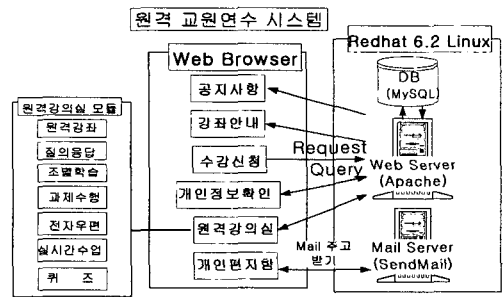 원격 교원연수 시스템
Web Browser
공지사항
강좌안내
수강신청
개인정보확인
원격강의실
개인편지함
원격강의실 모듈
원격강좌
질의응답
조별학습
과제수행
전자우편
실시간수업
퀴 즈
Request
Query
Mail 주고
받기
Redhat 6.2 Linux
DB
(MySQL)
Web Server
(Apache)
Mail Server
(SendMail)